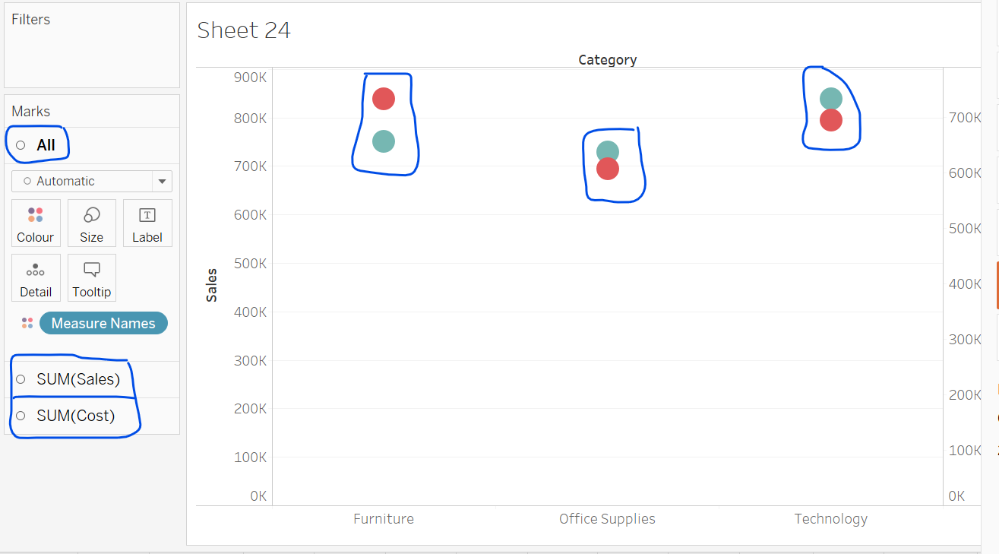 Filters
Marks
All
Automatic
Colour
Size
T
Label
Detail
Tooltip
Measure Names
SUM(Sales)
SUM(Cost)
Sheet 24
Category
Sales
900K
800K
700K
600K
500K
400K
300K
200K
100K
0K
700K
600K
500K
400K
300K
200K
100K
0K
Furniture Office Supplies Technology